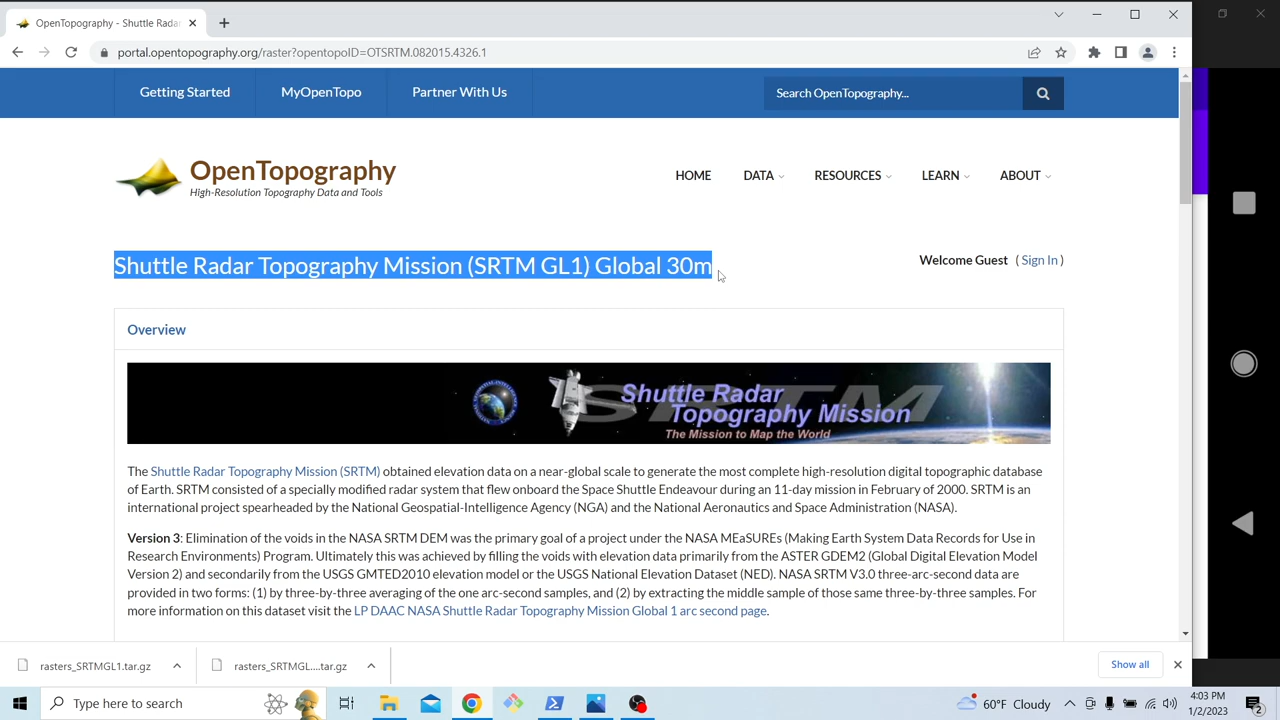 OpenTopography - Shuttle Radar
portal.opentopography.org/raster?opentopoID=OTSRTM.082015.4326.1
Getting Started MyOpenTopo Partner With Us Search OpenTopography...
OpenTopography
High-Resolution Topography Data and Tools
HOME DATA RESOURCES LEARN ABOUT
Shuttle Radar Topography Mission (SRTM GL1) Global 30m
Welcome Guest ( Sign In )
Overview
SRTM
Shuttle Radar
Topography Mission
The Mission to Map the World
The Shuttle Radar Topography Mission (SRTM) obtained elevation data on a near-global scale to generate the most complete high-resolution digital topographic database
of Earth. SRTM consisted of a specially modified radar system that flew onboard the Space Shuttle Endeavour during an 11-day mission in February of 2000. SRTM is an
international project spearheaded by the National Geospatial-Intelligence Agency (NGA) and the National Aeronautics and Space Administration (NASA).
Version 3: Elimination of the voids in the NASA SRTM DEM was the primary goal of a project under the NASA MEaSUREs (Making Earth System Data Records for Use in
Research Environments) Program. Ultimately this was achieved by filling the voids with elevation data primarily from the ASTER GDEM2 (Global Digital Elevation Model
Version 2) and secondarily from the USGS GMTED2010 elevation model or the USGS National Elevation Dataset (NED). NASA SRTM V3.0 three-arc-second data are
provided in two forms: (1) by three-by-three averaging of the one arc-second samples, and (2) by extracting the middle sample of those same three-by-three samples. For
more information on this dataset visit the LP DAAC NASA Shuttle Radar Topography Mission Global 1 arc second page.
rasters_SRTMGL1.tar.gz rasters_SRTMGL....tar.gz Show all
Type here to search
60°F Cloudy
4:03 PM
1/2/2023
2